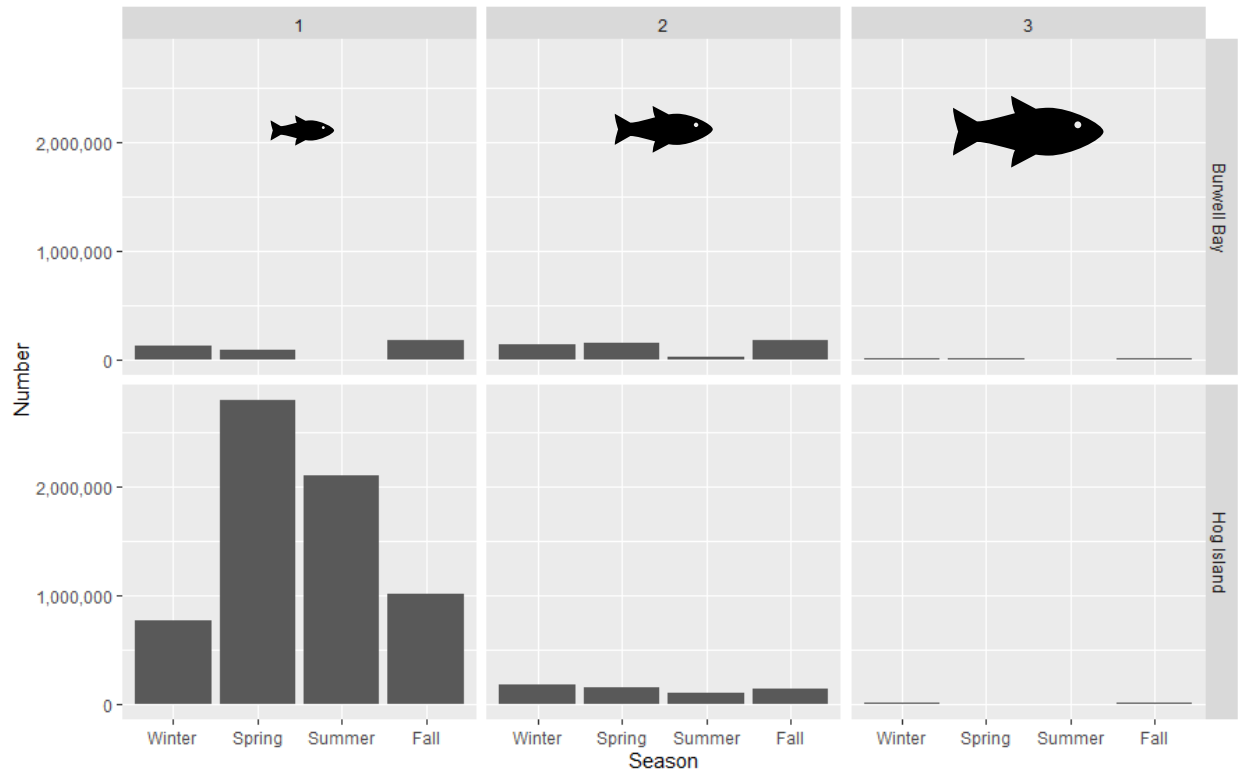 1 2 3
2,000,000
1,000,000
0
Burwell Bay
Number
2,000,000
1,000,000
0
Hog Island
Winter Spring Summer Fall Winter Spring Summer Fall Winter Spring Summer Fall
Season